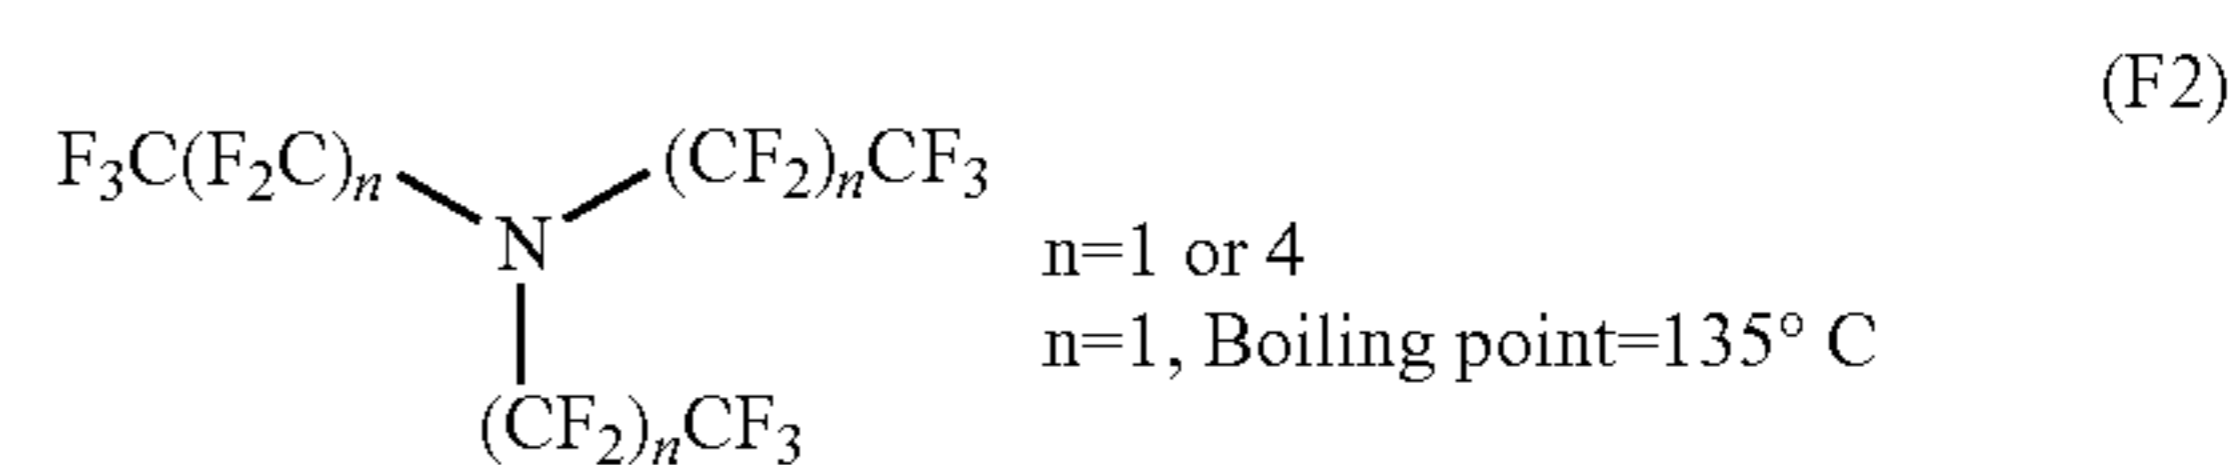 (F2)
F₃C(F₂C)ₙ
(CF₂)ₙCF₃
N
n=1 or 4
n=1, Boiling point=135° C
(CF₂)ₙCF₃